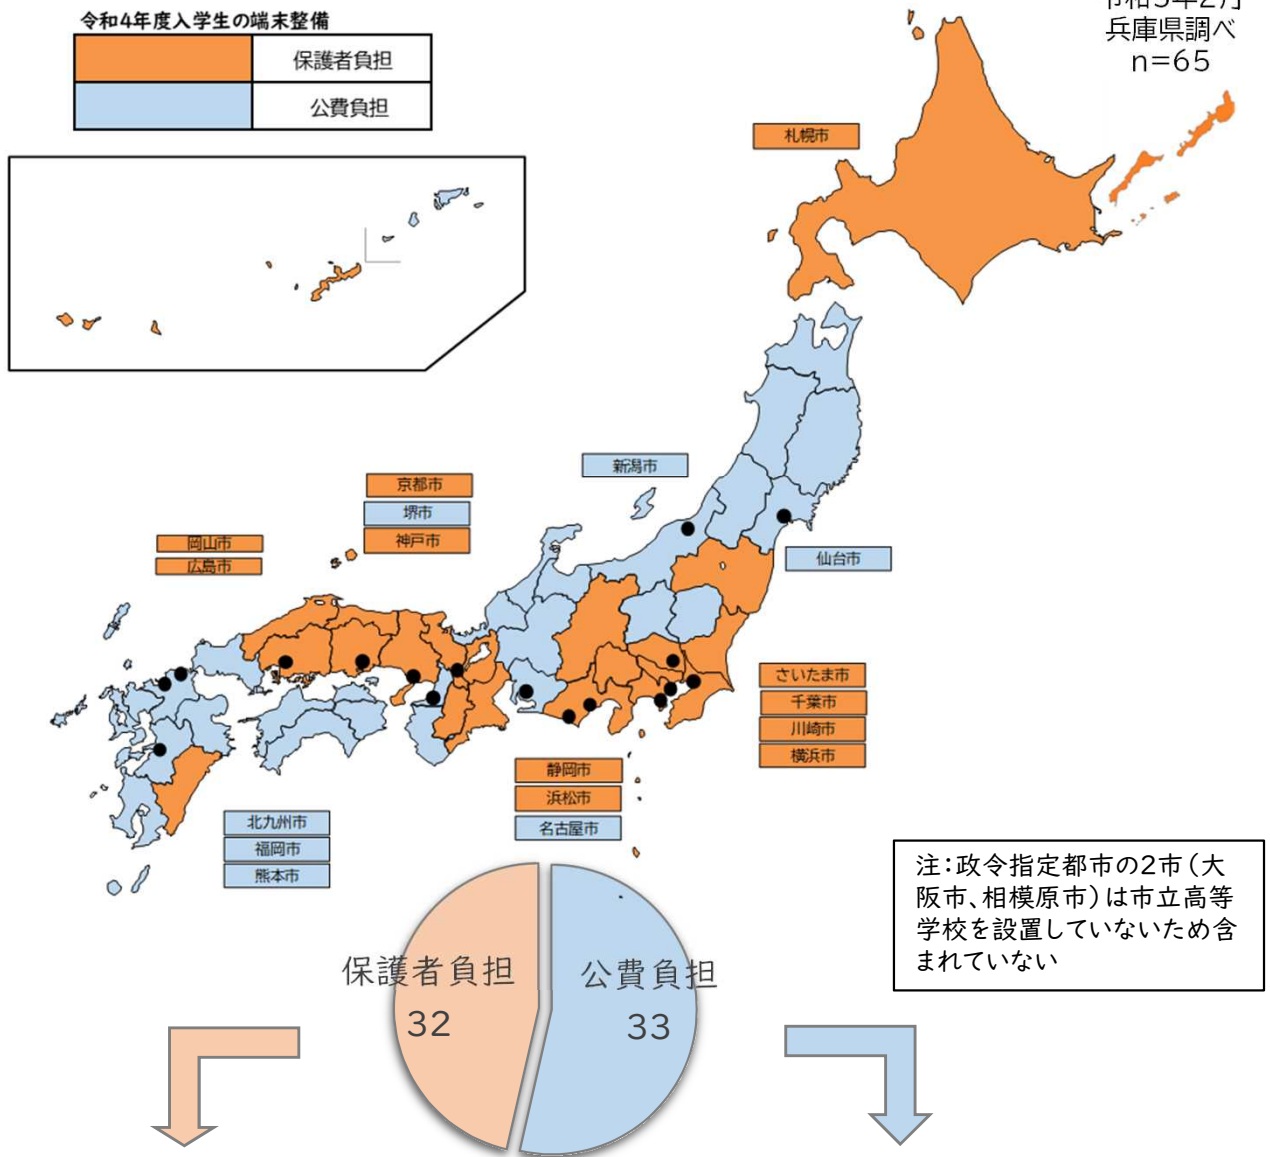 令和4年度入学生の端末整備
保護者負担
公費負担
兵庫県調べ
n=65
札幌市
新潟市
京都市
堺市
神戸市
岡山市
広島市
仙台市
さいたま市
千葉市
川崎市
横浜市
静岡市
浜松市
名古屋市
北九州市
福岡市
熊本市
注:政令指定都市の2市(大
阪市、相模原市)は市立高等
学校を設置していないため含
まれていない
保護者負担
32
公費負担
33